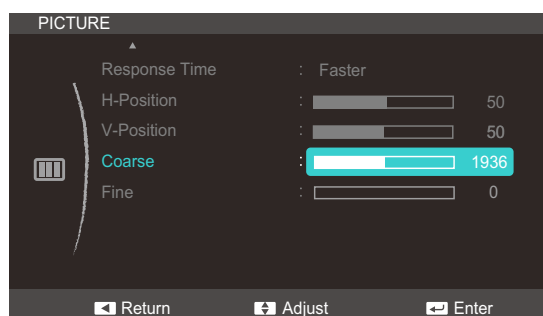 PICTURE
Response Time : Faster
H-Position : 50
V-Position : 50
Coarse : 1936
Fine : 0
Return Adjust Enter